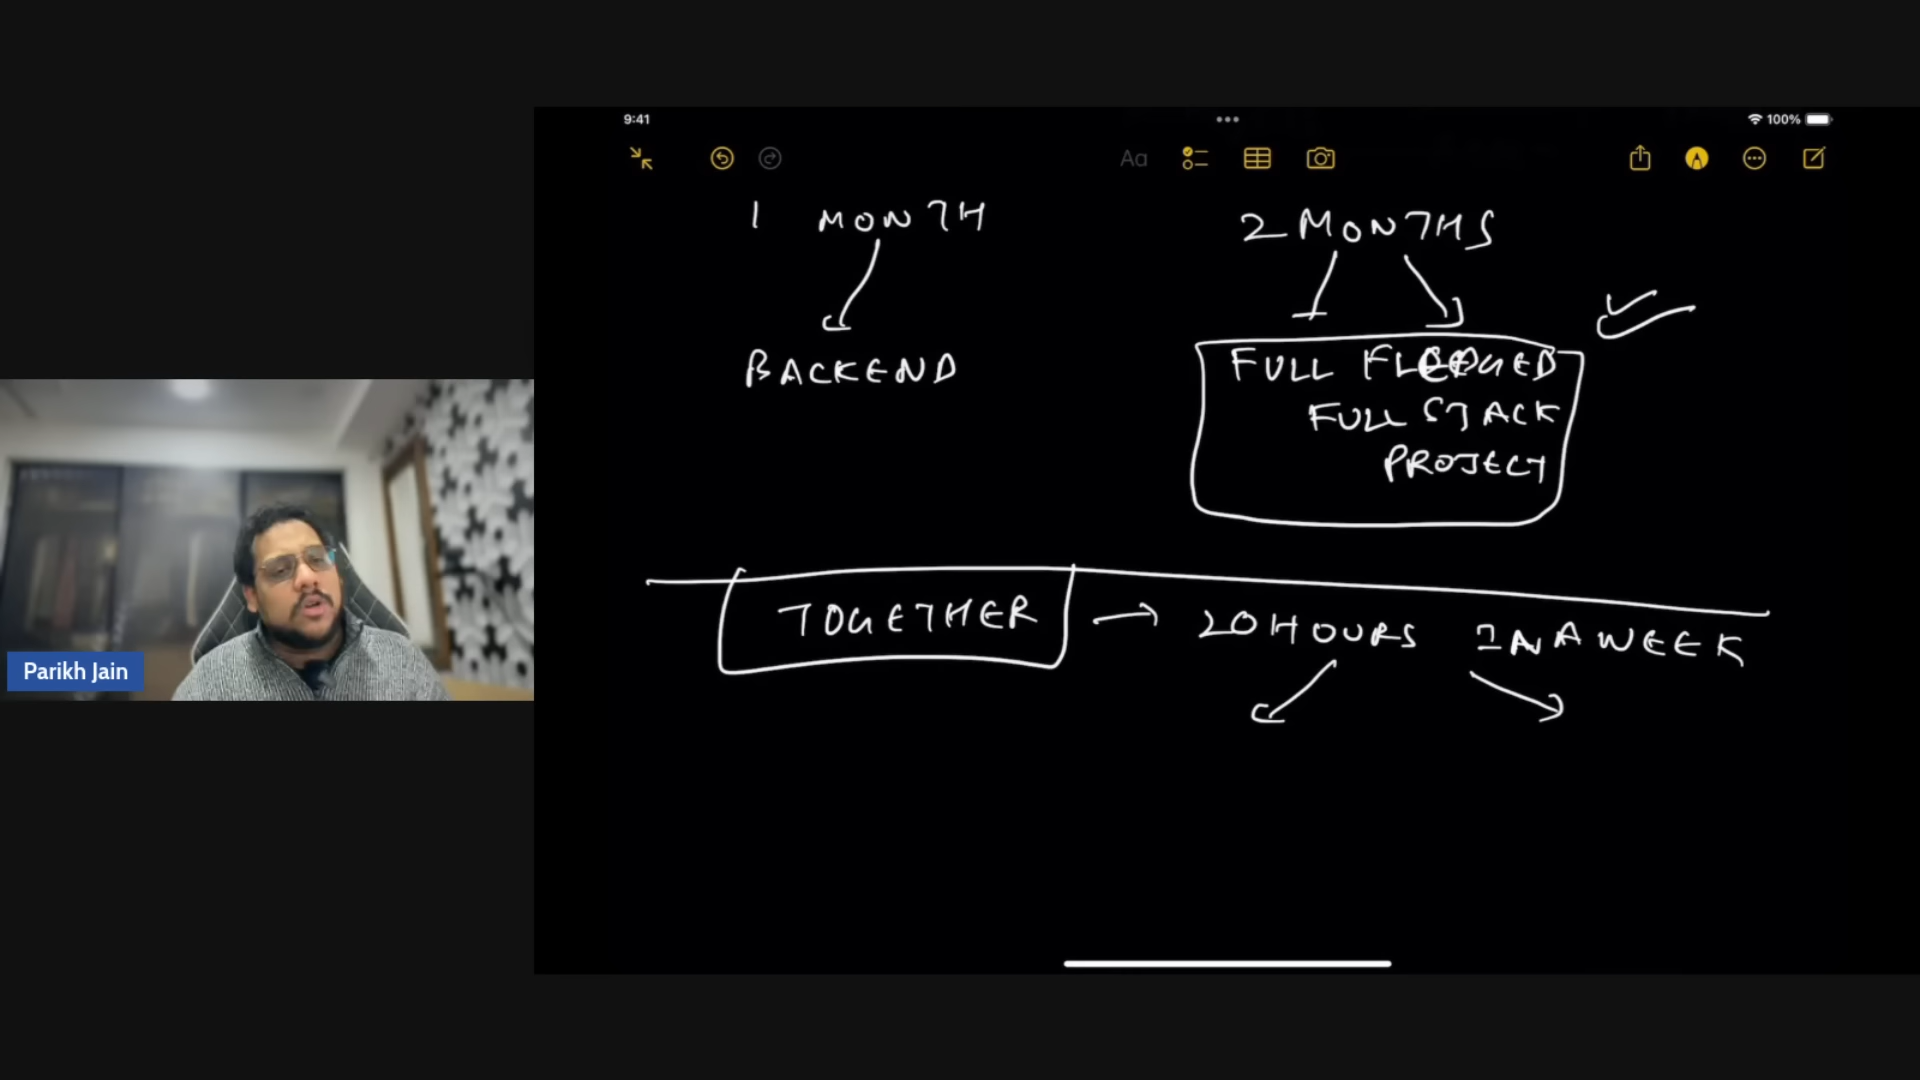 9:41
100%
Aa
1 MONTH
2 MONTHS
BACKEND
FULL FLEDGED
FULL STACK
PROJECT
TOGETHER → 20 HOURS IN A WEEK
Parikh Jain